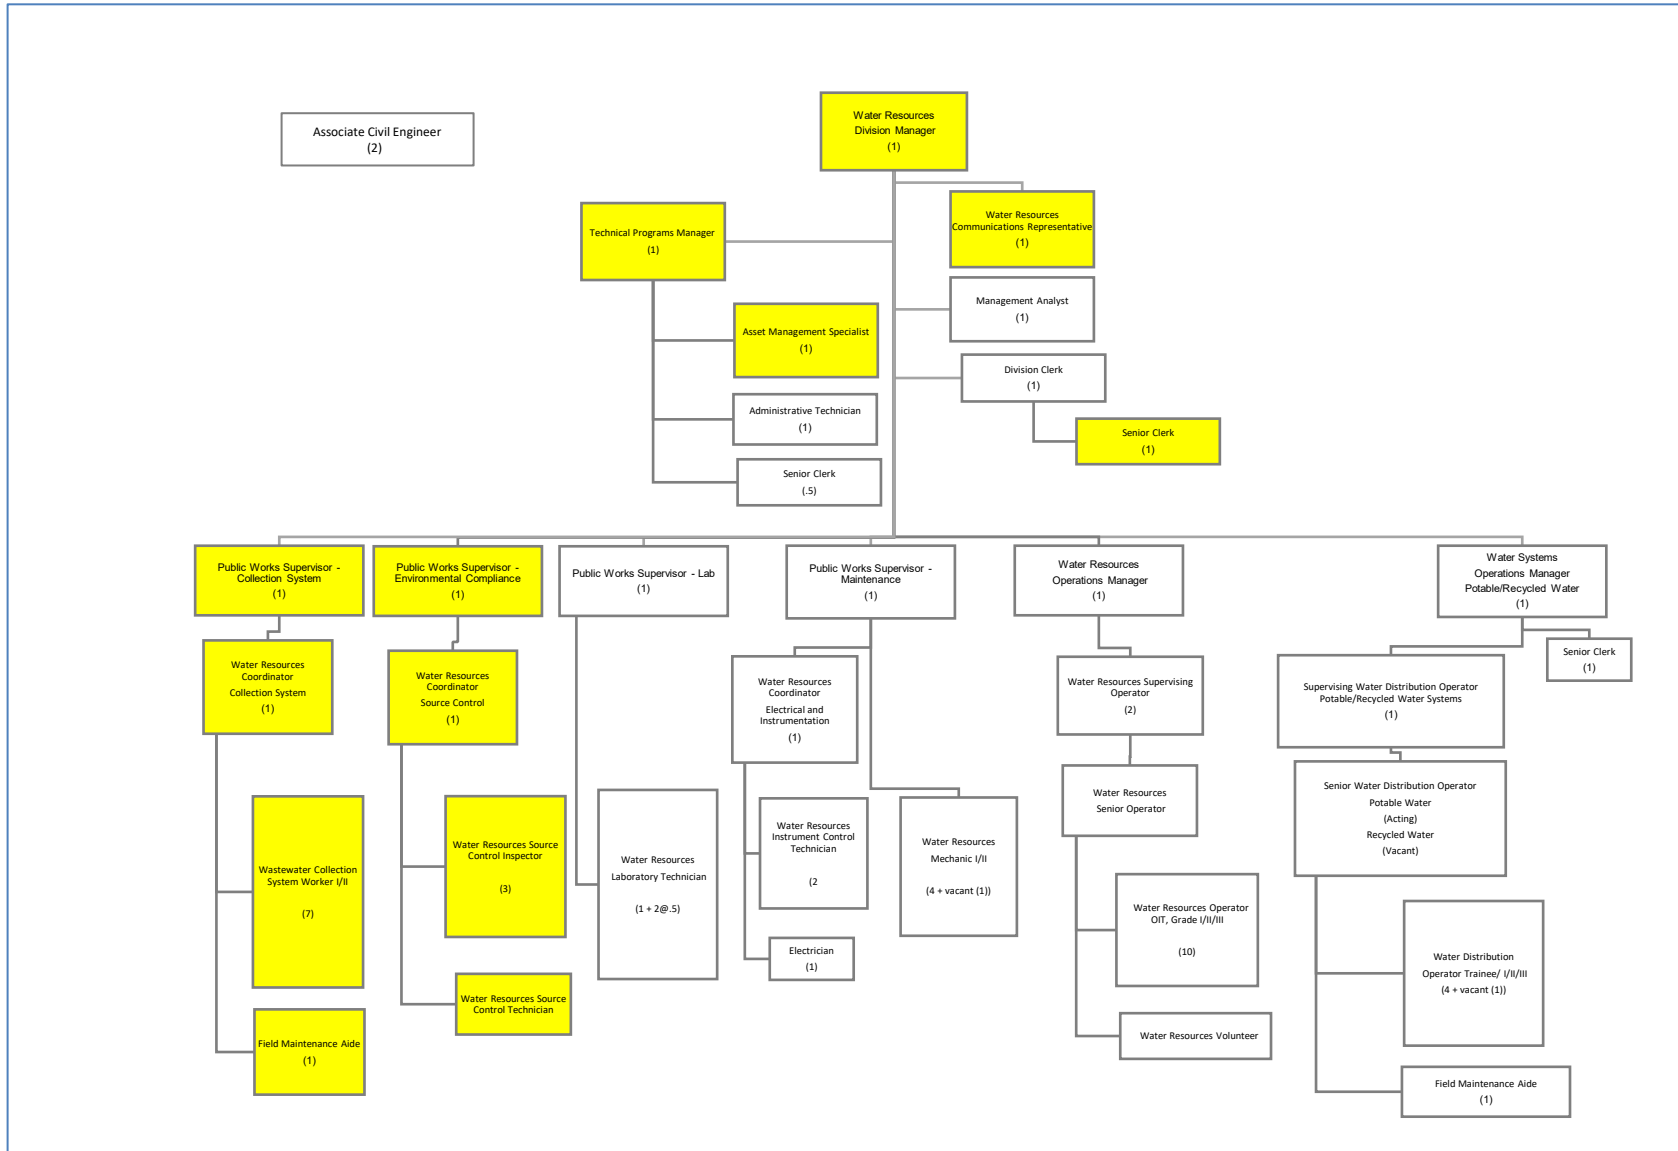 Associate Civil Engineer
(2)
Water Resources
Division Manager
(1)
Technical Programs Manager
(1)
Water Resources
Communications Representative
(1)
Management Analyst
(1)
Asset Management Specialist
(1)
Division Clerk
(1)
Administrative Technician
(1)
Senior Clerk
(1)
Senior Clerk
(.5)
Public Works Supervisor -
Collection System
(1)
Public Works Supervisor -
Environmental Compliance
(1)
Public Works Supervisor - Lab
(1)
Public Works Supervisor -
Maintenance
(1)
Water Resources
Operations Manager
(1)
Water Systems
Operations Manager
Potable/Recycled Water
(1)
Senior Clerk
(1)
Water Resources
Coordinator
Collection System
(1)
Water Resources
Coordinator
Source Control
(1)
Water Resources
Coordinator
Electrical and
Instrumentation
(1)
Water Resources Supervising
Operator
(2)
Supervising Water Distribution Operator
Potable/Recycled Water Systems
(1)
Water Resources
Senior Operator
Senior Water Distribution Operator
Potable Water
(Acting)
Recycled Water
(Vacant)
Wastewater Collection
System Worker I/II
(7)
Water Resources Source
Control Inspector
(3)
Water Resources
Laboratory Technician
(1 + 2@.5)
Water Resources
Instrument Control
Technician
(2
Water Resources
Mechanic I/II
(4 + vacant (1))
Water Resources Operator
OIT, Grade I/II/III
(10)
Water Distribution
Operator Trainee/ I/II/III
(4 + vacant (1))
Electrician
(1)
Water Resources Source
Control Technician
Field Maintenance Aide
(1)
Water Resources Volunteer
Field Maintenance Aide
(1)